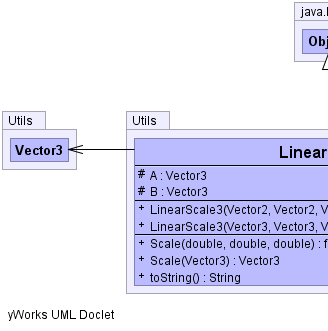 java.l
Obj
Utils
Utils
Vector3
Linear
# A : Vector3
# B : Vector3
+ LinearScale3(Vector2, Vector2, V
+ LinearScale3(Vector3, Vector3, V
+ Scale(double, double, double) : f
+ Scale(Vector3) : Vector3
+ toString() : String
yWorks UML Doclet